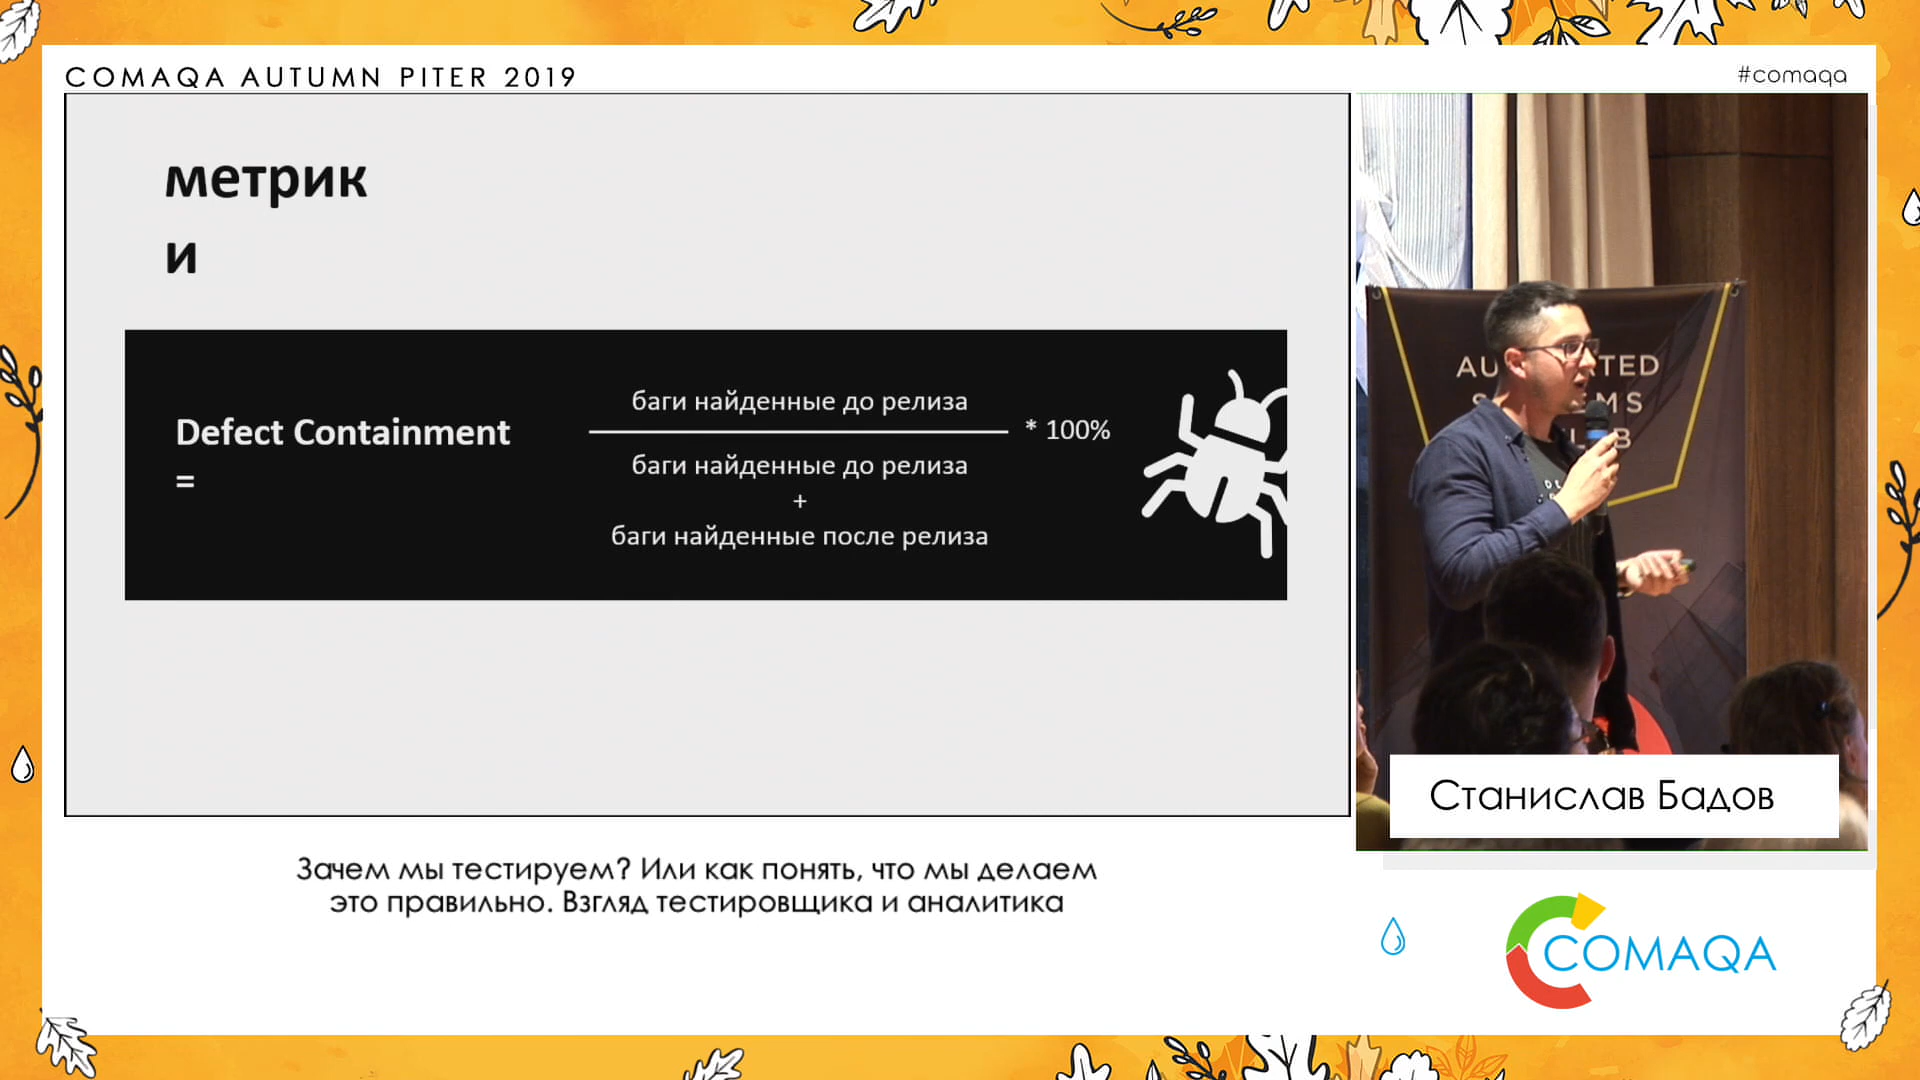 COMAQA AUTUMN PITER 2019
#comaqa
метрик
и
Defect Containment
=
баги найденные до релиза
* 100%
баги найденные до релиза
+
баги найденные после релиза
Станислав Бадов
Зачем мы тестируем? Или как понять, что мы делаем
это правильно. Взгляд тестировщика и аналитика
COMAQA